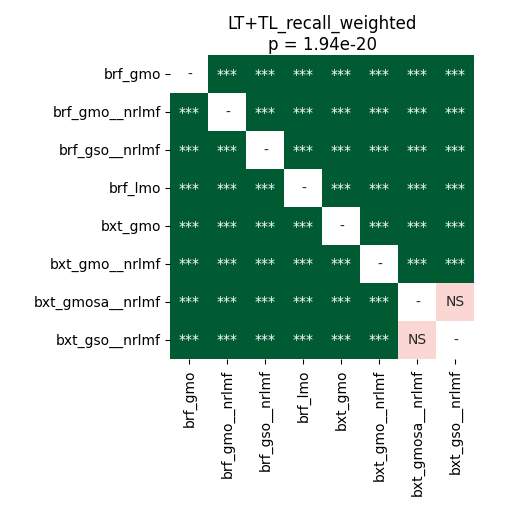 LT+TL_recall_weighted
p = 1.94e-20
brf_gmo - *** *** *** *** *** *** ***
brf_gmo__nrlmf *** - *** *** *** *** *** ***
brf_gso__nrlmf *** *** - *** *** *** *** ***
brf_lmo *** *** *** - *** *** *** ***
bxt_gmo *** *** *** *** - *** *** ***
bxt_gmo__nrlmf *** *** *** *** *** - *** ***
bxt_gmosa__nrlmf *** *** *** *** *** *** - NS
bxt_gso__nrlmf *** *** *** *** *** *** NS -
brf_gmo
brf_gmo__nrlmf
brf_gso__nrlmf
brf_lmo
bxt_gmo
bxt_gmo__nrlmf
bxt_gmosa__nrlmf
bxt_gso__nrlmf